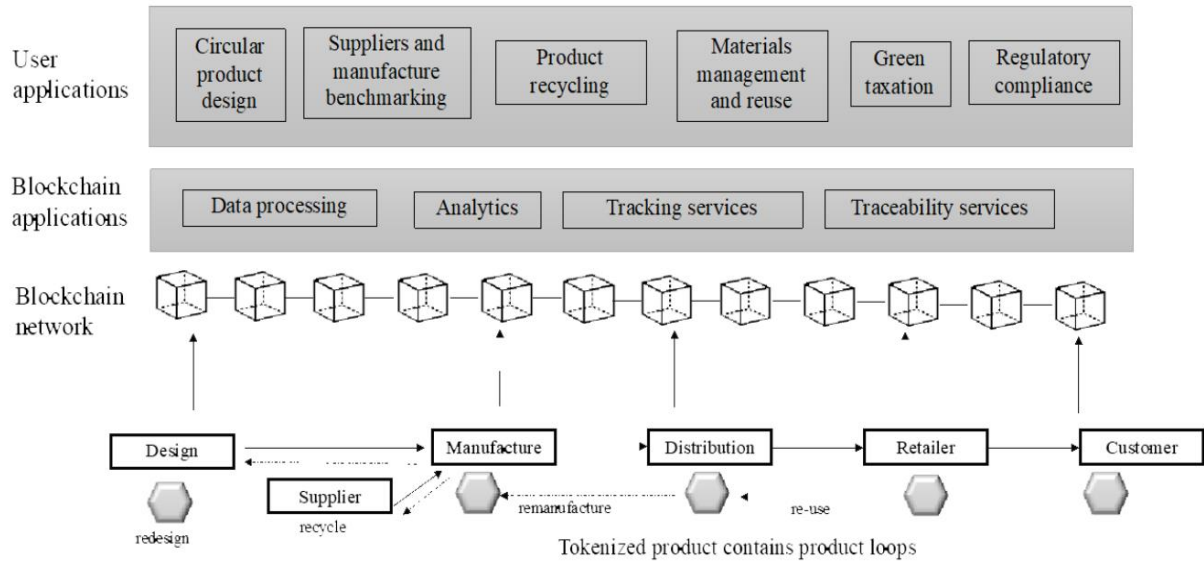 User
applications
Circular
product
design
Suppliers and
manufacture
benchmarking
Product
recycling
Materials
management
and reuse
Green
taxation
Regulatory
compliance
Blockchain
applications
Data processing
Analytics
Tracking services
Traceability services
Blockchain
network
Design
Manufacture
Distribution
Retailer
Customer
Supplier
redesign
recycle
remanufacture
re-use
Tokenized product contains product loops